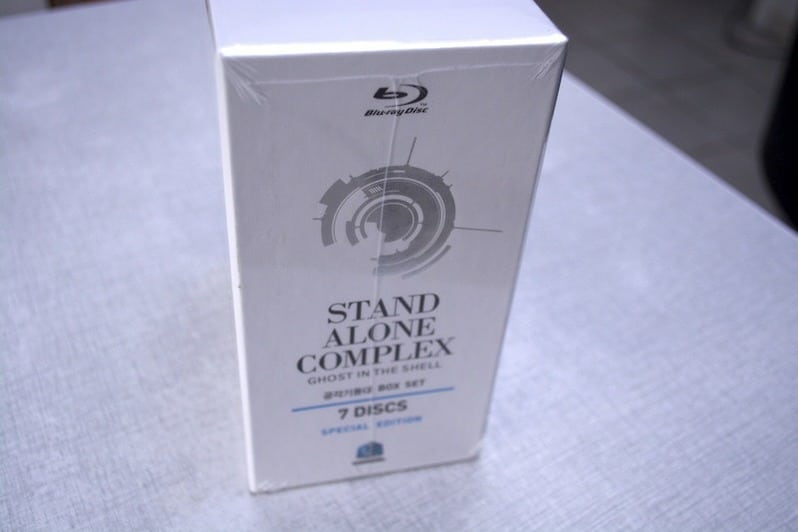 Blu-ray Disc™
STAND
ALONE
COMPLEX
GHOST IN THE SHELL
공각기동대 BOX SET
7 DISCS
SPECIAL EDITION